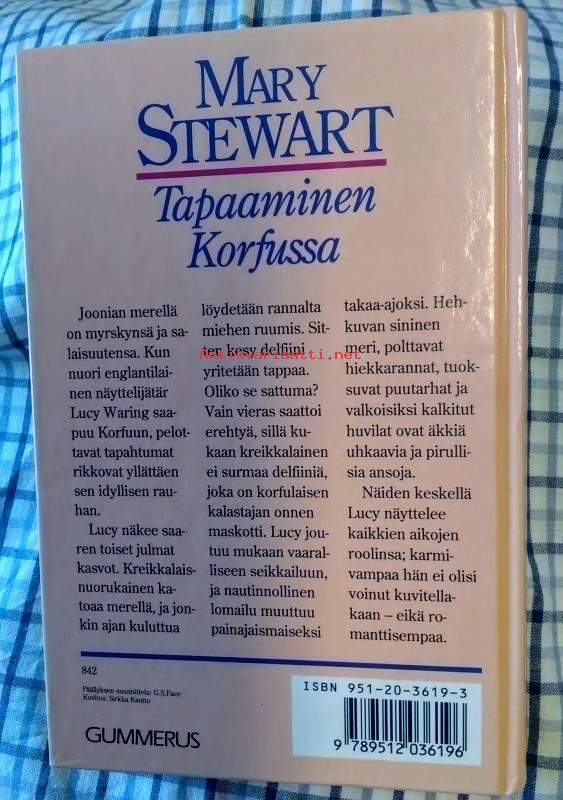 MARY
STEWART
Tapaaminen
Korfussa
Joonian merellä
on myrskynsä ja sa-
laisuutensa. Kun
nuori englantilai-
nen näyttelijätär
Lucy Waring saa-
puu Korfuun, pelot-
tavat tapahtumat
rikkovat yllättäen
sen idyllisen rau-
han.
Lucy näkee saa-
ren toiset julmat
kasvot. Kreikkalais-
nuorukainen ka-
toaa merellä, ja jon-
kin ajan kuluttua
löydetään rannalta
miehen ruumis. Sit-
ten kesy delfiini
yritetään tappaa.
Oliko se sattuma?
Vain vieras saattoi
erehtyä, sillä ku-
kaan kreikkalainen
ei surmaa delfiiniä,
joka on korfulaisen
kalastajan onnen
maskotti. Lucy jou-
tuu mukaan vaaral-
liseen seikkailuun,
ja nautinnollinen
lomailu muuttuu
painajaismaiseksi
takaa-ajoksi. Heh-
kuvan sininen
meri, polttavat
hiekkarannat, tuok-
suvat puutarhat ja
valkoisiksi kalkitut
huvilat ovat äkkiä
uhkaavia ja pirulli-
sia ansoja.
Näiden keskellä
Lucy näyttelee
kaikkien aikojen
roolinsa; karmi-
vampaa hän ei olisi
voinut kuvitella-
kaan – eikä ro-
manttisempaa.
Antikvariaatti.net
842
Päällyksen suunnittelu: G.S.Face
Kuvitus: Sirkka Kautto
GUMMERUS
ISBN 951-20-3619-3
9 789512 036196